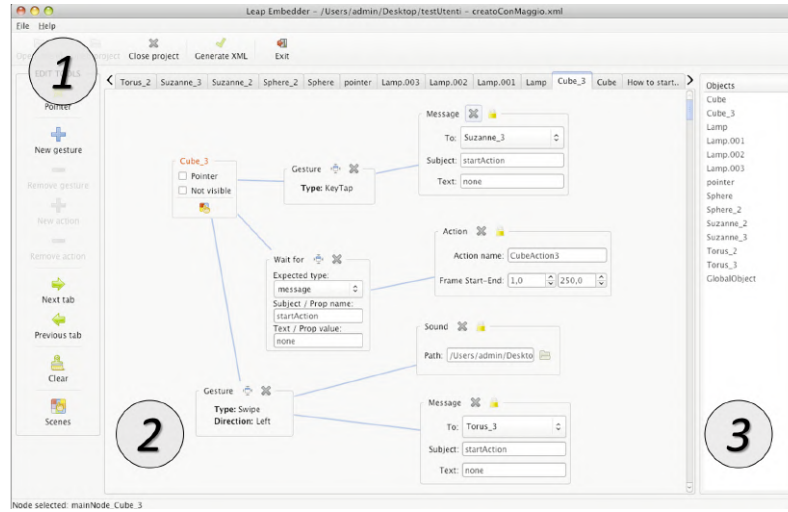 Leap Embedder - /Users/admin/Desktop/testUtenti - creatoConMaggio.xml
File Help
Close project Generate XML Exit
1
EDIT TOOLS
Pointer
New gesture
Remove gesture
New action
Remove action
Next tab
Previous tab
Clear
Scenes
Torus_2 Suzanne_3 Suzanne_2 Sphere_2 Sphere pointer Lamp.003 Lamp.002 Lamp.001 Lamp Cube_3 Cube How to start..
Cube_3
Pointer
Not visible
Gesture
Type: KeyTap
Message
To: Suzanne_3
Subject: startAction
Text: none
Wait for
Expected type:
message
Subject / Prop name:
startAction
Text / Prop value:
none
Action
Action name: CubeAction3
Frame Start-End: 1,0 250,0
Sound
Path: /Users/admin/Deskto
Gesture
Type: Swipe
Direction: Left
Message
To: Torus_3
Subject: startAction
Text: none
2
Objects
Cube
Cube_3
Lamp
Lamp.001
Lamp.002
Lamp.003
pointer
Sphere
Sphere_2
Suzanne_2
Suzanne_3
Torus_2
Torus_3
GlobalObject
3
Node selected: mainNode_Cube_3